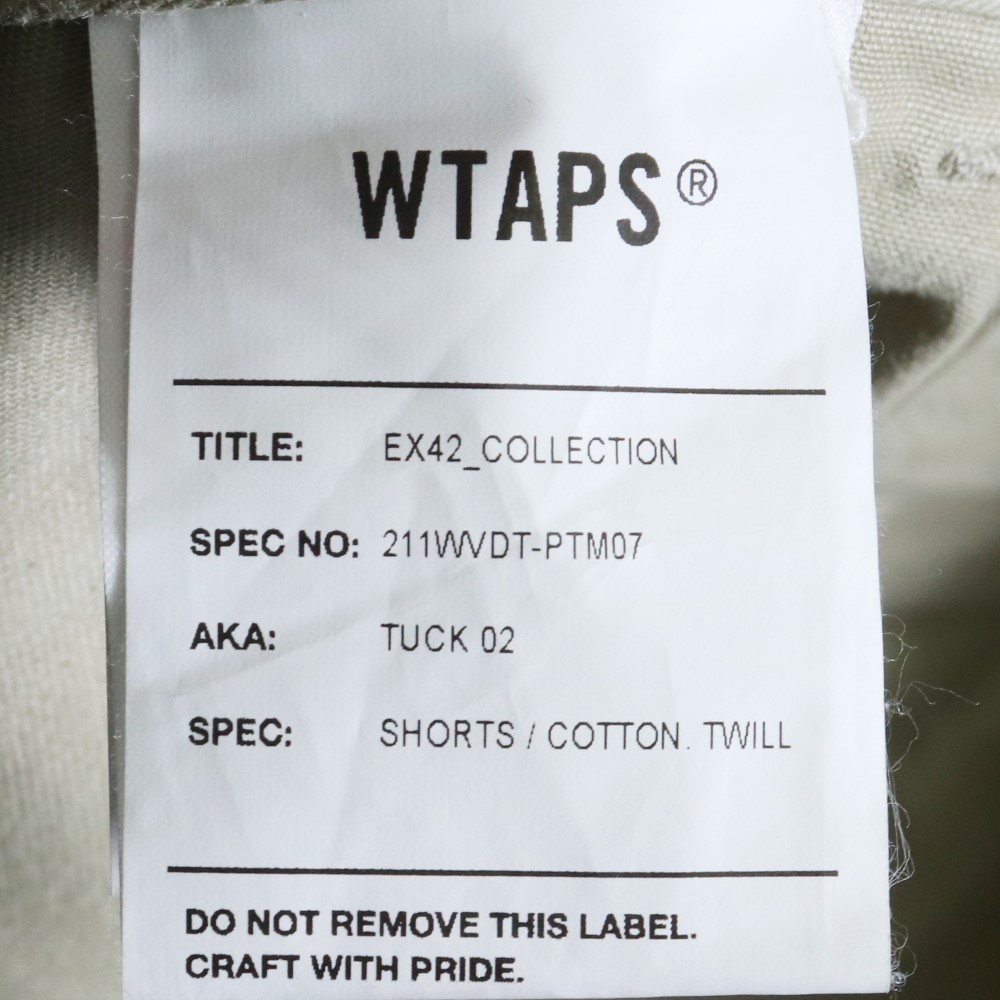 WTAPS®
TITLE: EX42_COLLECTION
SPEC NO: 211WVDT-PTM07
AKA: TUCK 02
SPEC: SHORTS / COTTON. TWILL
DO NOT REMOVE THIS LABEL.
CRAFT WITH PRIDE.